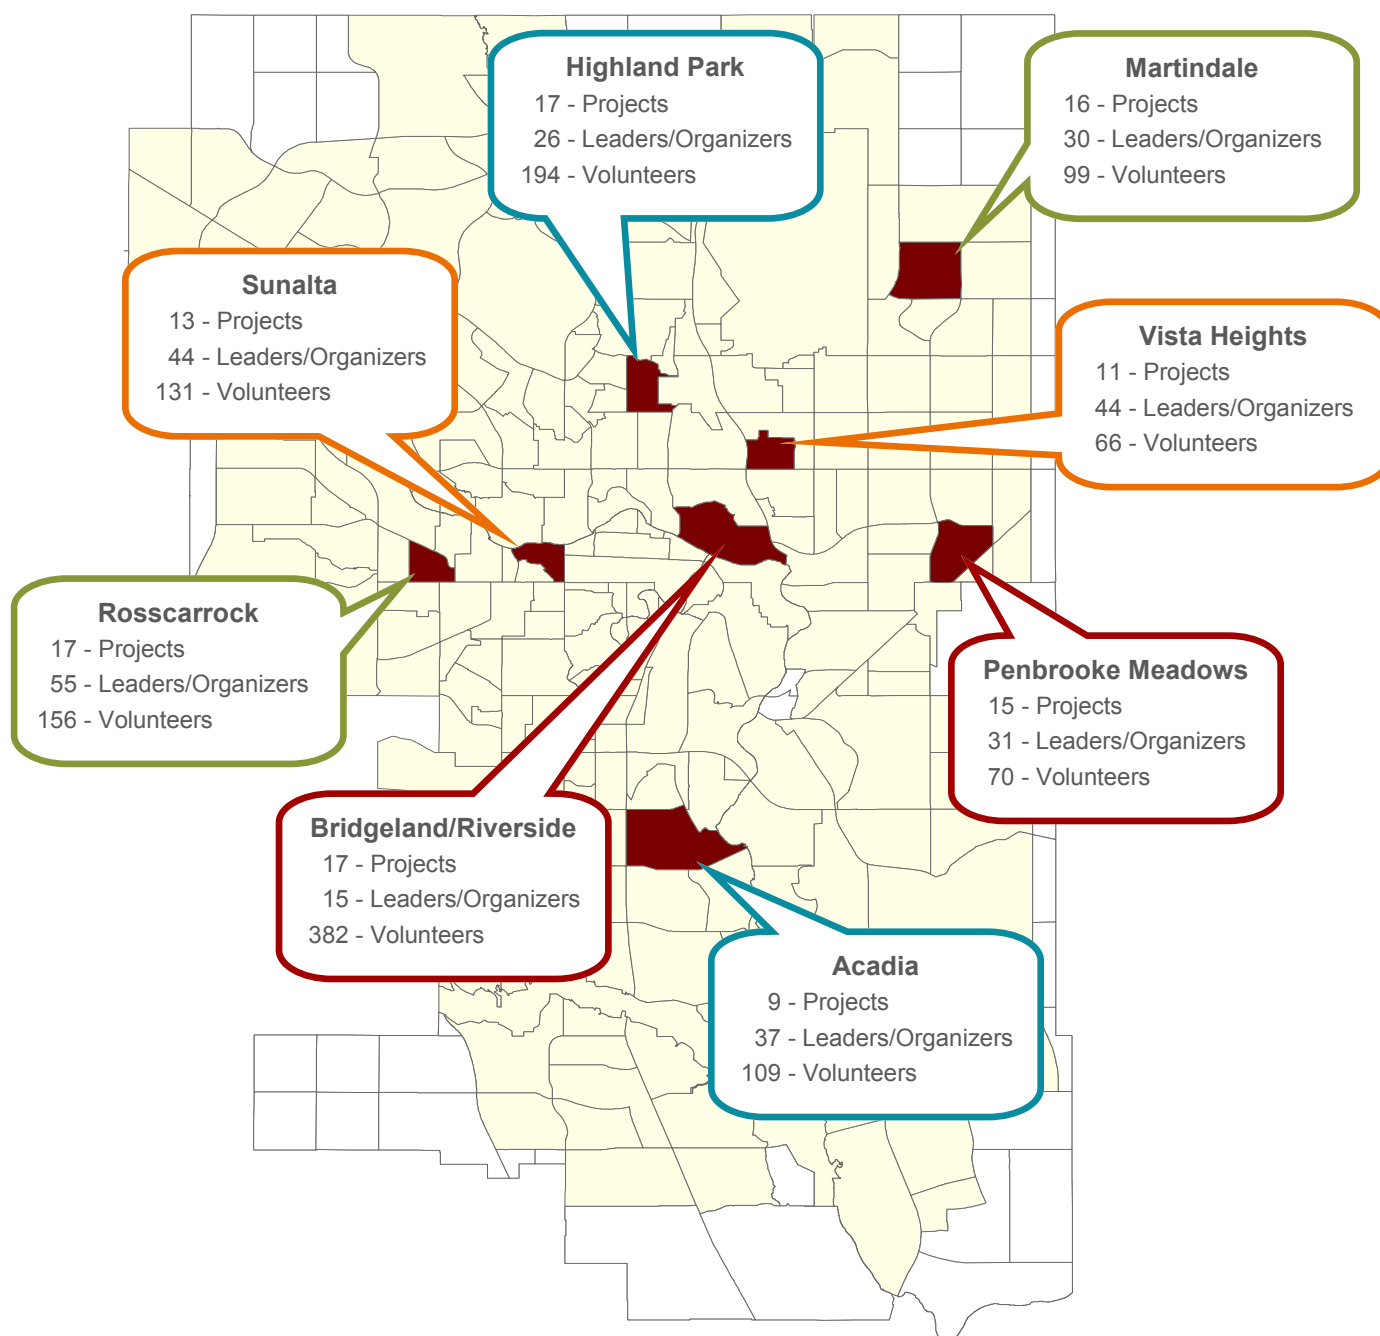 Highland Park
17 - Projects
26 - Leaders/Organizers
194 - Volunteers
Martindale
16 - Projects
30 - Leaders/Organizers
99 - Volunteers
Sunalta
13 - Projects
44 - Leaders/Organizers
131 - Volunteers
Vista Heights
11 - Projects
44 - Leaders/Organizers
66 - Volunteers
Rosscarrock
17 - Projects
55 - Leaders/Organizers
156 - Volunteers
Penbrooke Meadows
15 - Projects
31 - Leaders/Organizers
70 - Volunteers
Bridgeland/Riverside
17 - Projects
15 - Leaders/Organizers
382 - Volunteers
Acadia
9 - Projects
37 - Leaders/Organizers
109 - Volunteers